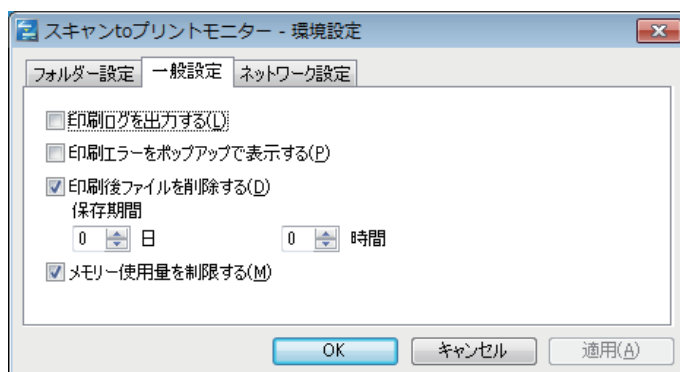 スキャンtoプリントモニター - 環境設定
フォルダー設定 一般設定 ネットワーク設定
印刷ログを出力する(L)
印刷エラーをポップアップで表示する(P)
印刷後ファイルを削除する(D)
保存期間
0 日 0 時間
メモリー使用量を制限する(M)
OK キャンセル 適用(A)